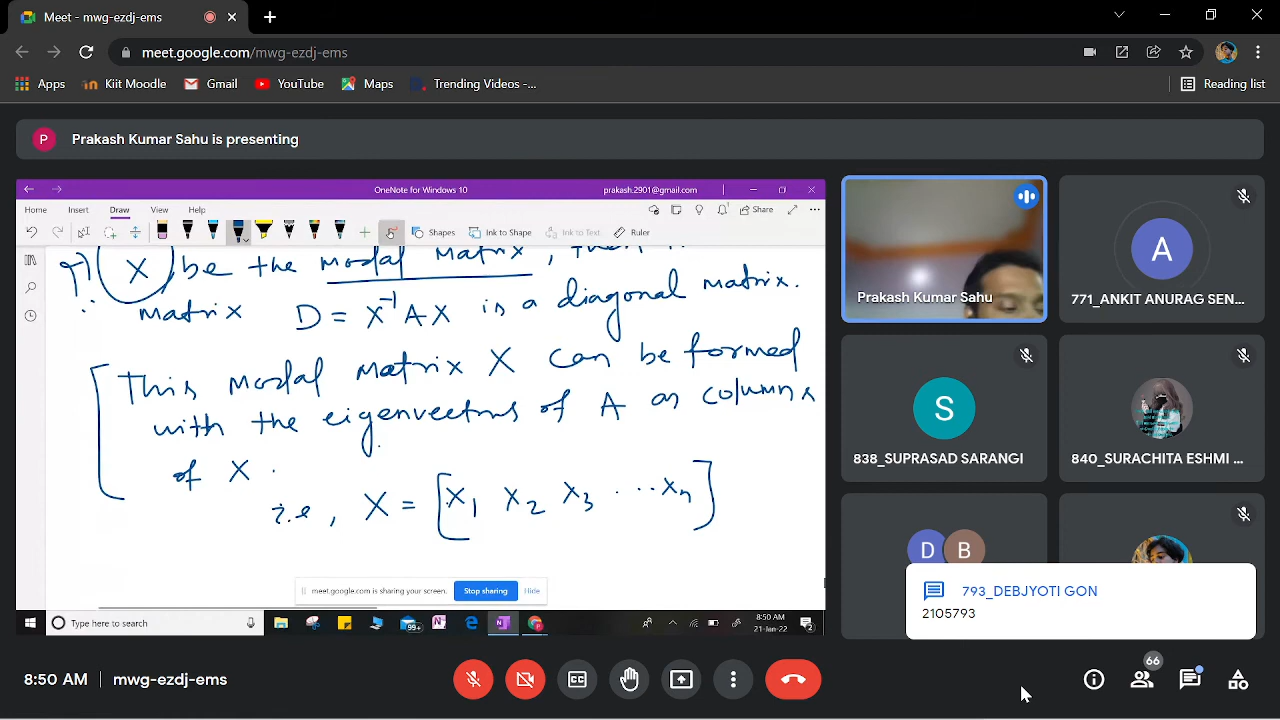 Meet - mwg-ezdj-ems
meet.google.com/mwg-ezdj-ems
Apps Kiit Moodle Gmail YouTube Maps Trending Videos -... Reading list
P Prakash Kumar Sahu is presenting
OneNote for Windows 10 prakash.2901@gmail.com
Home Insert Draw View Help Share
Shapes Ink to Shape Ink to Text Ruler
X be the modal matrix, then
matrix D = X⁻¹AX is a diagonal matrix.
This modal matrix X can be formed
with the eigenvectors of A as columns
of X.
i.e, X = [X₁ X₂ X₃ ... Xₙ]
meet.google.com is sharing your screen. Stop sharing Hide
Type here to search 99+ 8:50 AM
21-Jan-22 2
Prakash Kumar Sahu
A
771_ANKIT ANURAG SEN...
S
838_SUPRASAD SARANGI
840_SURACHITA ESHMI ...
D B
793_DEBJYOTI GON
2105793
8:50 AM mwg-ezdj-ems 66